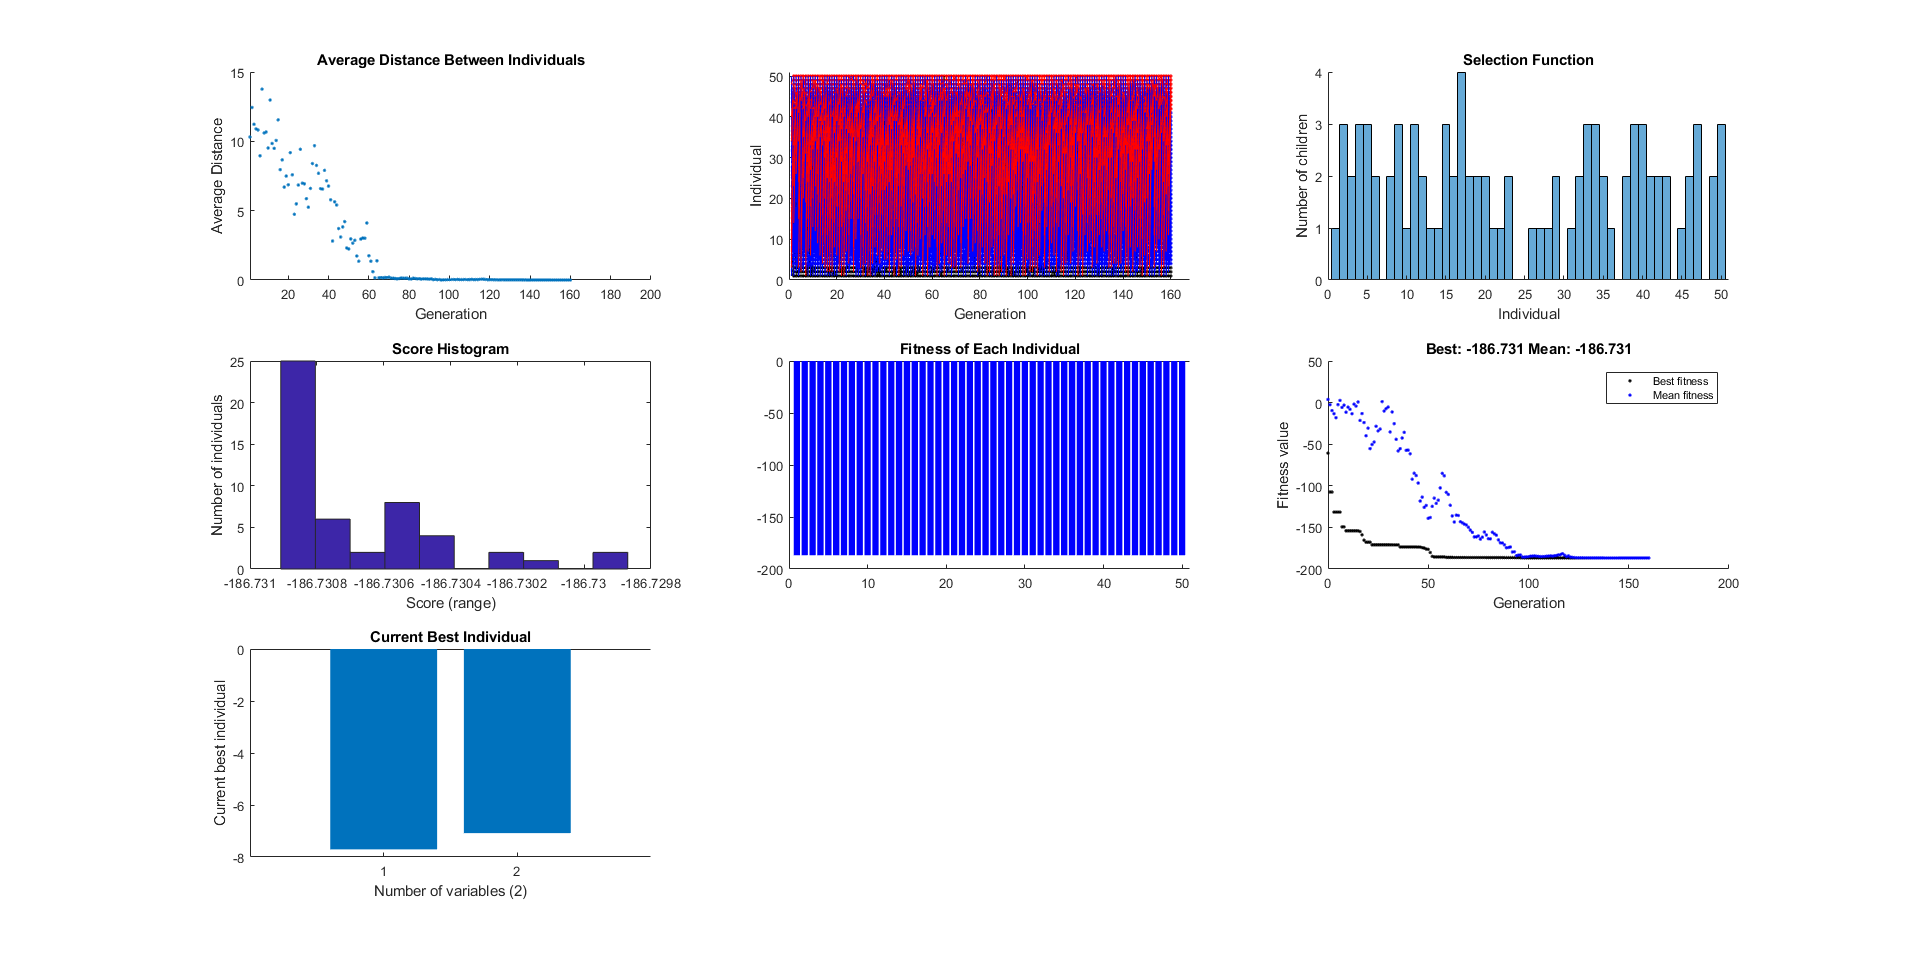 Average Distance Between Individuals
15
10
5
0
Average Distance
20 40 60 80 100 120 140 160 180 200
Generation
50
40
30
20
10
0
Individual
0 20 40 60 80 100 120 140 160
Generation
Selection Function
4
3
2
1
0
Number of children
0 5 10 15 20 25 30 35 40 45 50
Individual
Score Histogram
25
20
15
10
5
0
Number of individuals
-186.731 -186.7308 -186.7306 -186.7304 -186.7302 -186.73 -186.7298
Score (range)
Fitness of Each Individual
0
-50
-100
-150
-200
0 10 20 30 40 50
Best: -186.731 Mean: -186.731
50
0
-50
-100
-150
-200
Fitness value
Best fitness
Mean fitness
0 50 100 150 200
Generation
Current Best Individual
0
-2
-4
-6
-8
Current best individual
1 2
Number of variables (2)